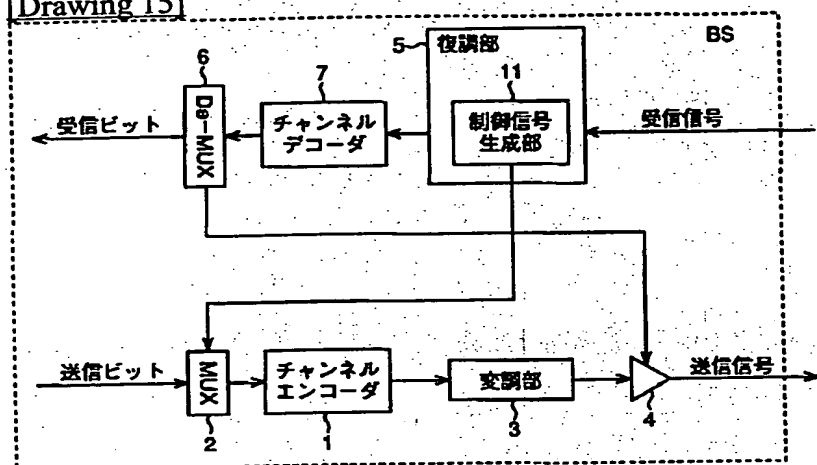 [Drawing 15]
BS
5
復調部
6
7
11
De-MUX
チャンネル
デコーダ
制御信号
生成部
受信ビット
受信信号
送信ビット
MUX
チャンネル
エンコーダ
変調部
送信信号
2
1
3
4